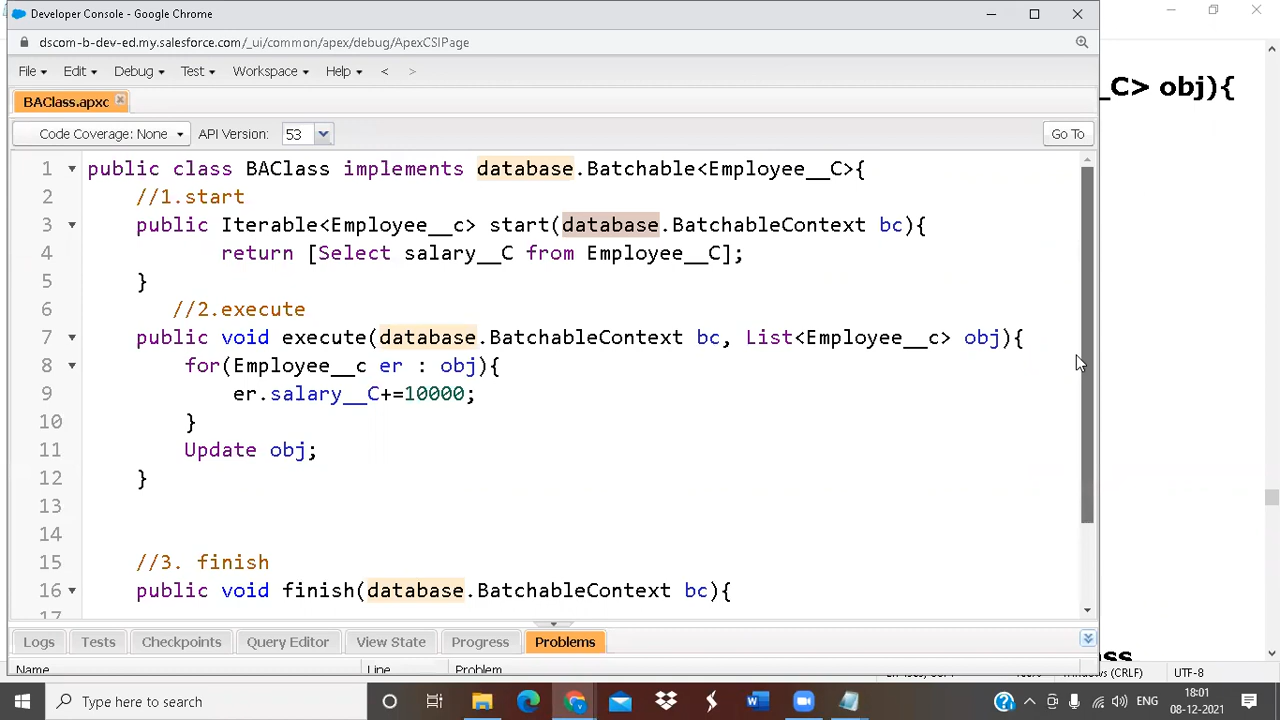 Developer Console - Google Chrome
dscom-b-dev-ed.my.salesforce.com/_ui/common/apex/debug/ApexCSIPage
File Edit Debug Test Workspace Help < >
_C> obj){
BAClass.apxc
Code Coverage: None API Version: 53 Go To
1 public class BAClass implements database.Batchable<Employee__C>{
2 //1.start
3 public Iterable<Employee__c> start(database.BatchableContext bc){
4 return [Select salary__C from Employee__C];
5 }
6 //2.execute
7 public void execute(database.BatchableContext bc, List<Employee__c> obj){
8 for(Employee__c er : obj){
9 er.salary__C+=10000;
10 }
11 Update obj;
12 }
13
14
15 //3. finish
16 public void finish(database.BatchableContext bc){
17
Logs Tests Checkpoints Query Editor View State Progress Problems
Name Line Problem
(CRLF) UTF-8
Type here to search
ENG
18:01
08-12-2021